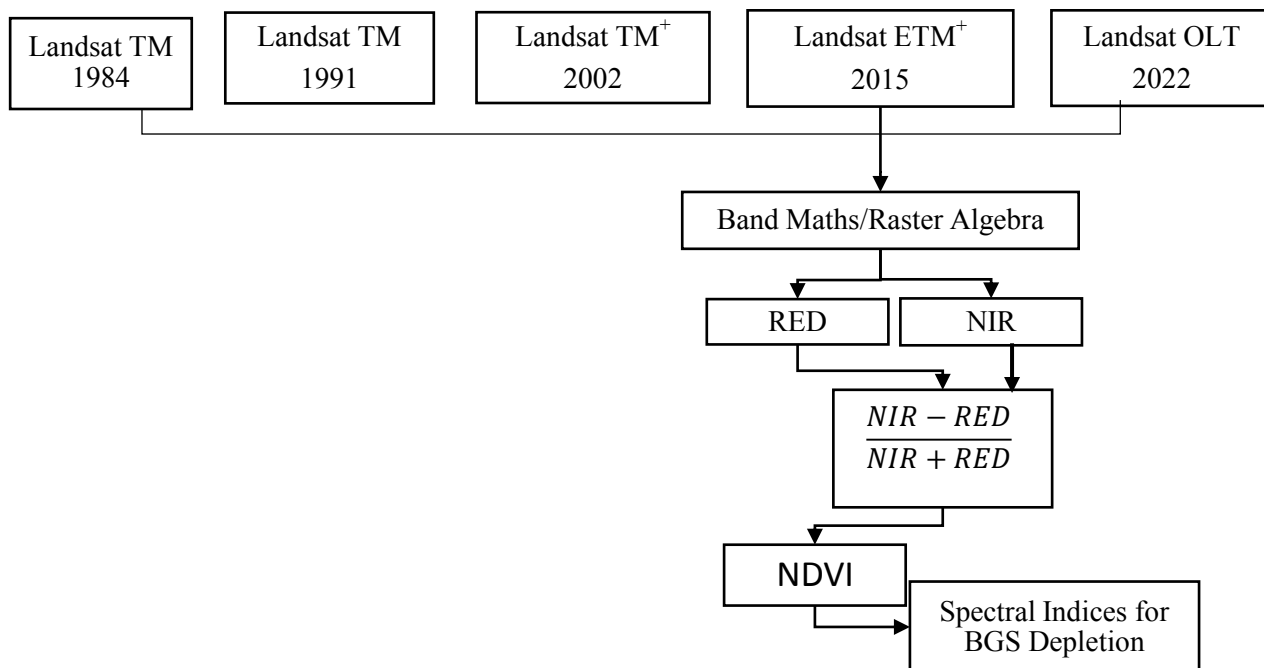 Landsat TM
1984
Landsat TM
1991
Landsat TM+
2002
Landsat ETM+
2015
Landsat OLT
2022
Band Maths/Raster Algebra
RED
NIR
NIR − RED
NIR + RED
NDVI
Spectral Indices for
BGS Depletion